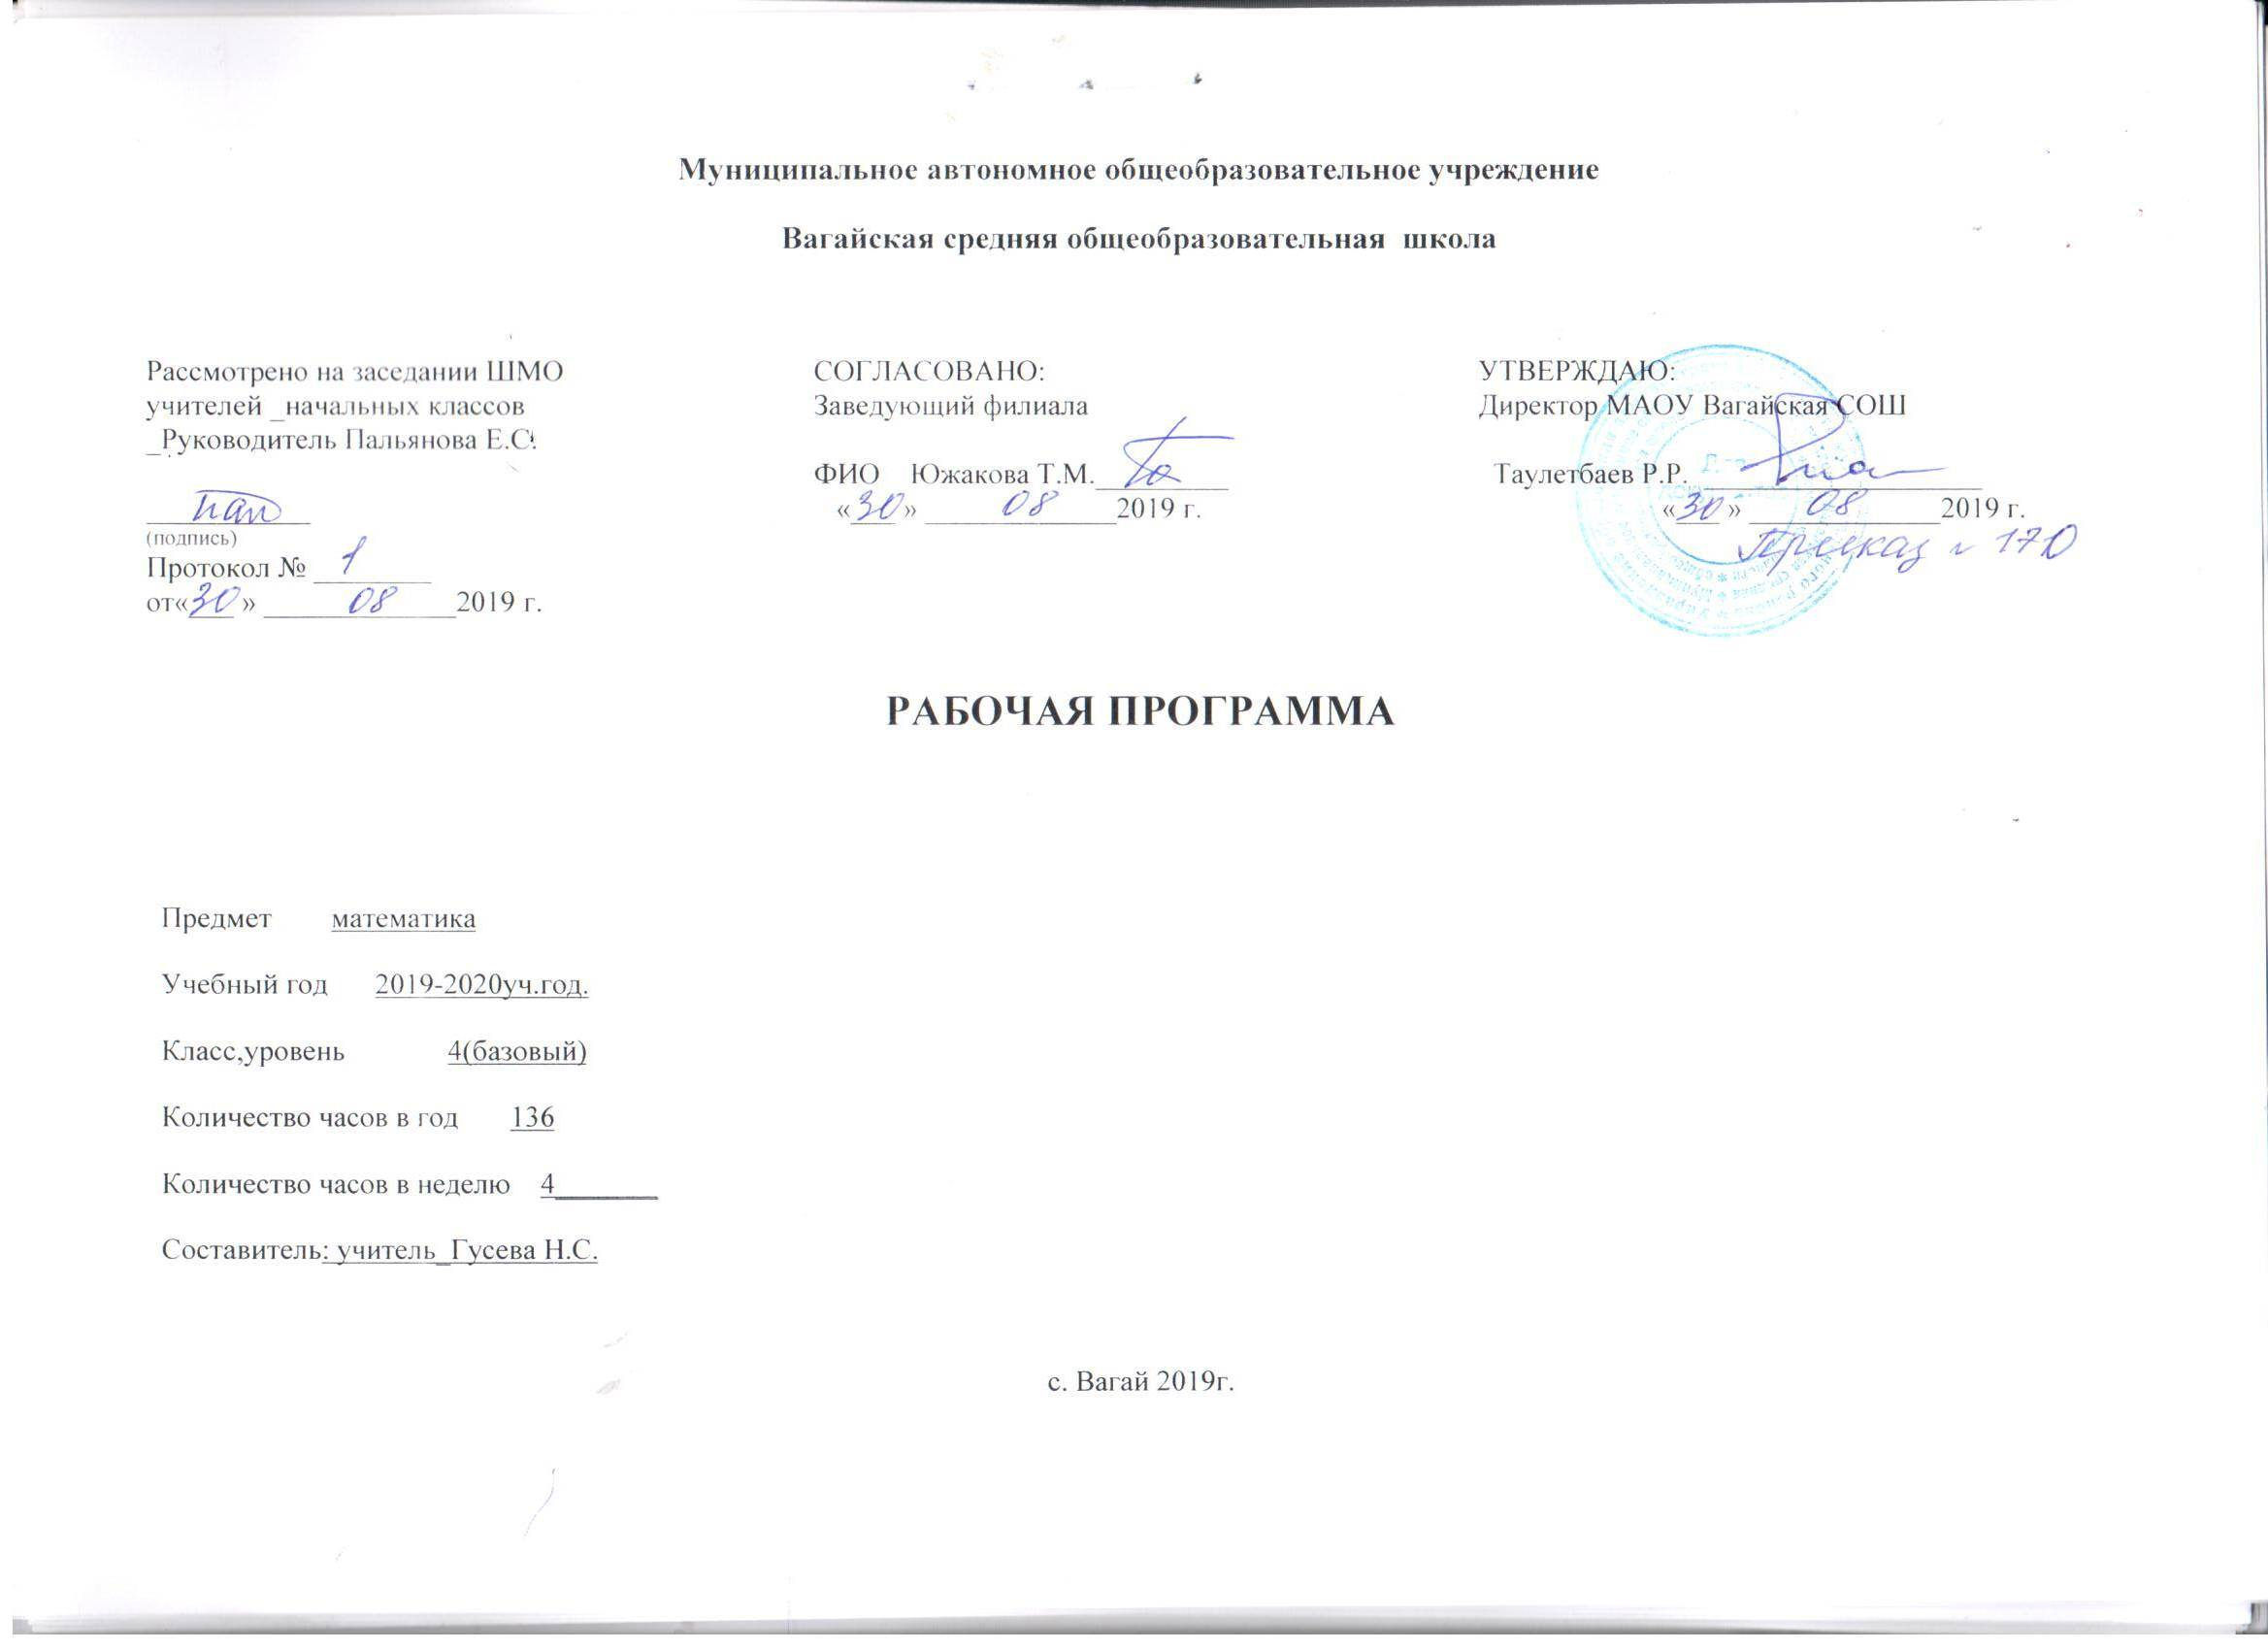 Муниципальное автономное общеобразовательное учреждение
Вагайская средняя общеобразовательная школа
Рассмотрено на заседании ШМО
учителей _начальных классов
_Руководитель Пальянова Е.С.
(подпись)
Протокол № 1
от«30» 08 2019 г.
СОГЛАСОВАНО:
Заведующий филиала
ФИО Южакова Т.М.
«30» 08 2019 г.
УТВЕРЖДАЮ:
Директор МАОУ Вагайская СОШ
Таулетбаев Р.Р.
«30» 08 2019 г.
Приказ № 170
РАБОЧАЯ ПРОГРАММА
Предмет математика
Учебный год 2019-2020уч.год.
Класс,уровень 4(базовый)
Количество часов в год 136
Количество часов в неделю 4
Составитель: учитель_Гусева Н.С.
с. Вагай 2019г.